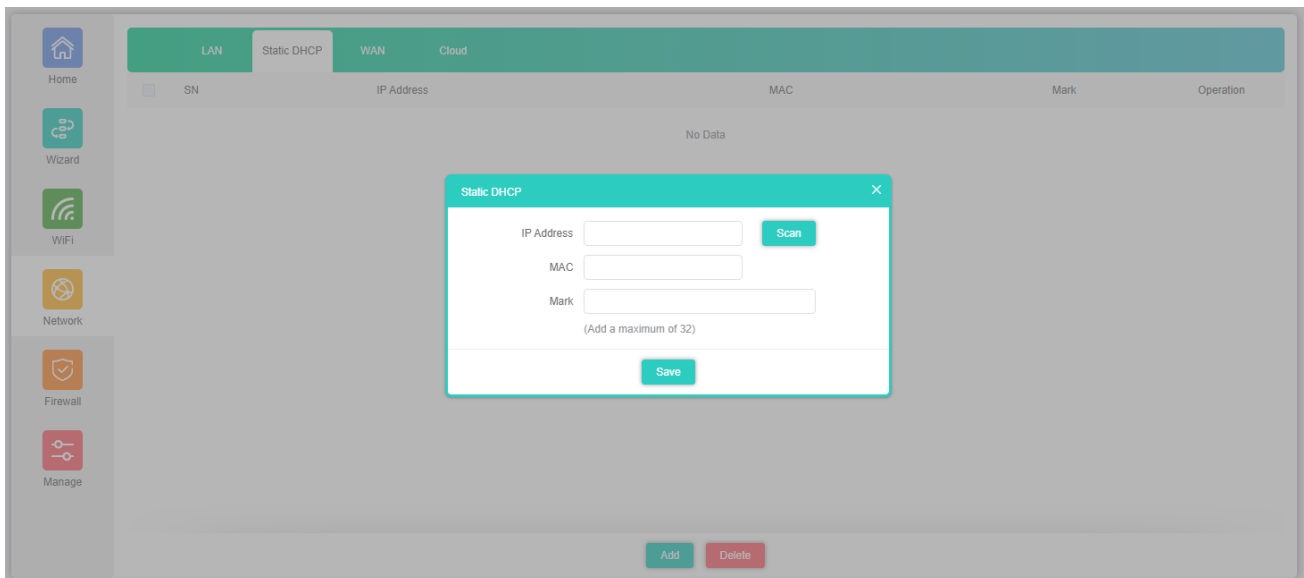 Home
Wizard
WiFi
Network
Firewall
Manage
LAN Static DHCP WAN Cloud
SN IP Address MAC Mark Operation
No Data
Static DHCP
IP Address Scan
MAC
Mark
(Add a maximum of 32)
Save
Add Delete